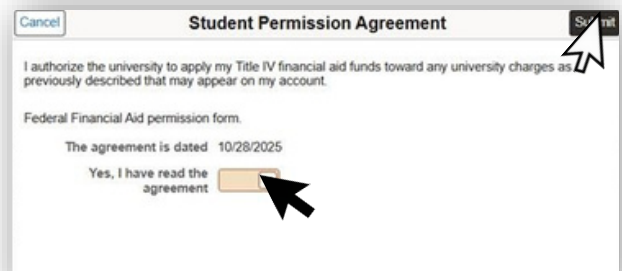 Cancel Student Permission Agreement Submit
I authorize the university to apply my Title IV financial aid funds toward any university charges as
previously described that may appear on my account.
Federal Financial Aid permission form.
The agreement is dated 10/28/2025
Yes, I have read the
agreement